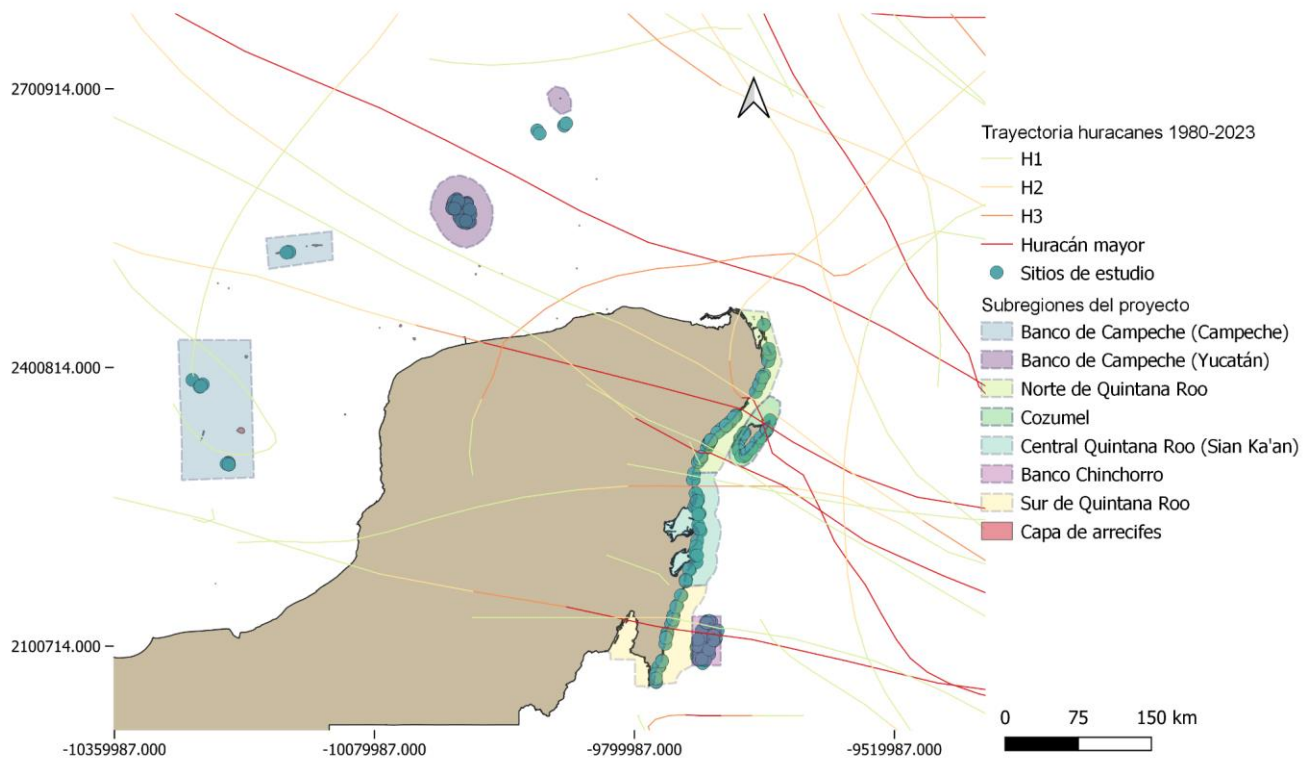 2700914.000
2400814.000
2100714.000
-10359987.000
-10079987.000
-9799987.000
-9519987.000
Trayectoria huracanes 1980-2023
H1
H2
H3
Huracán mayor
Sitios de estudio
Subregiones del proyecto
Banco de Campeche (Campeche)
Banco de Campeche (Yucatán)
Norte de Quintana Roo
Cozumel
Central Quintana Roo (Sian Ka'an)
Banco Chinchorro
Sur de Quintana Roo
Capa de arrecifes
0 75 150 km